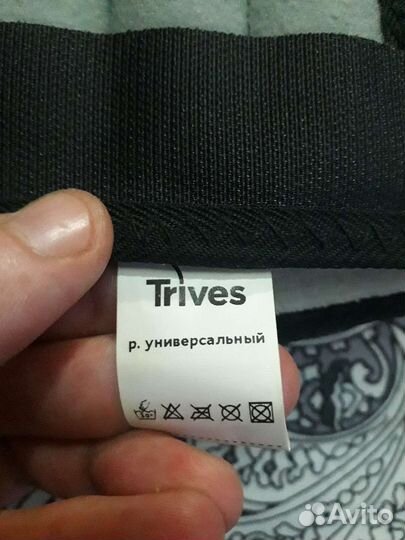 Trives
р. универсальный
Avito